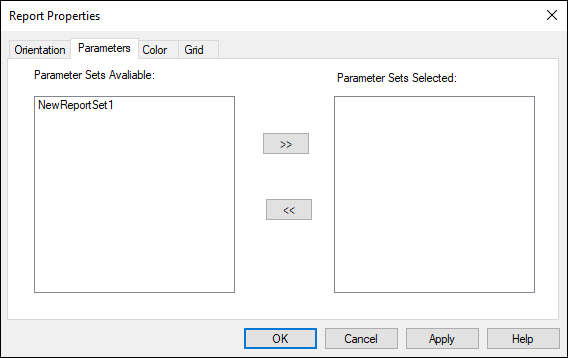 Report Properties
Orientation Parameters Color Grid
Parameter Sets Avaliable:
Parameter Sets Selected:
NewReportSet1
>>
<<
OK Cancel Apply Help